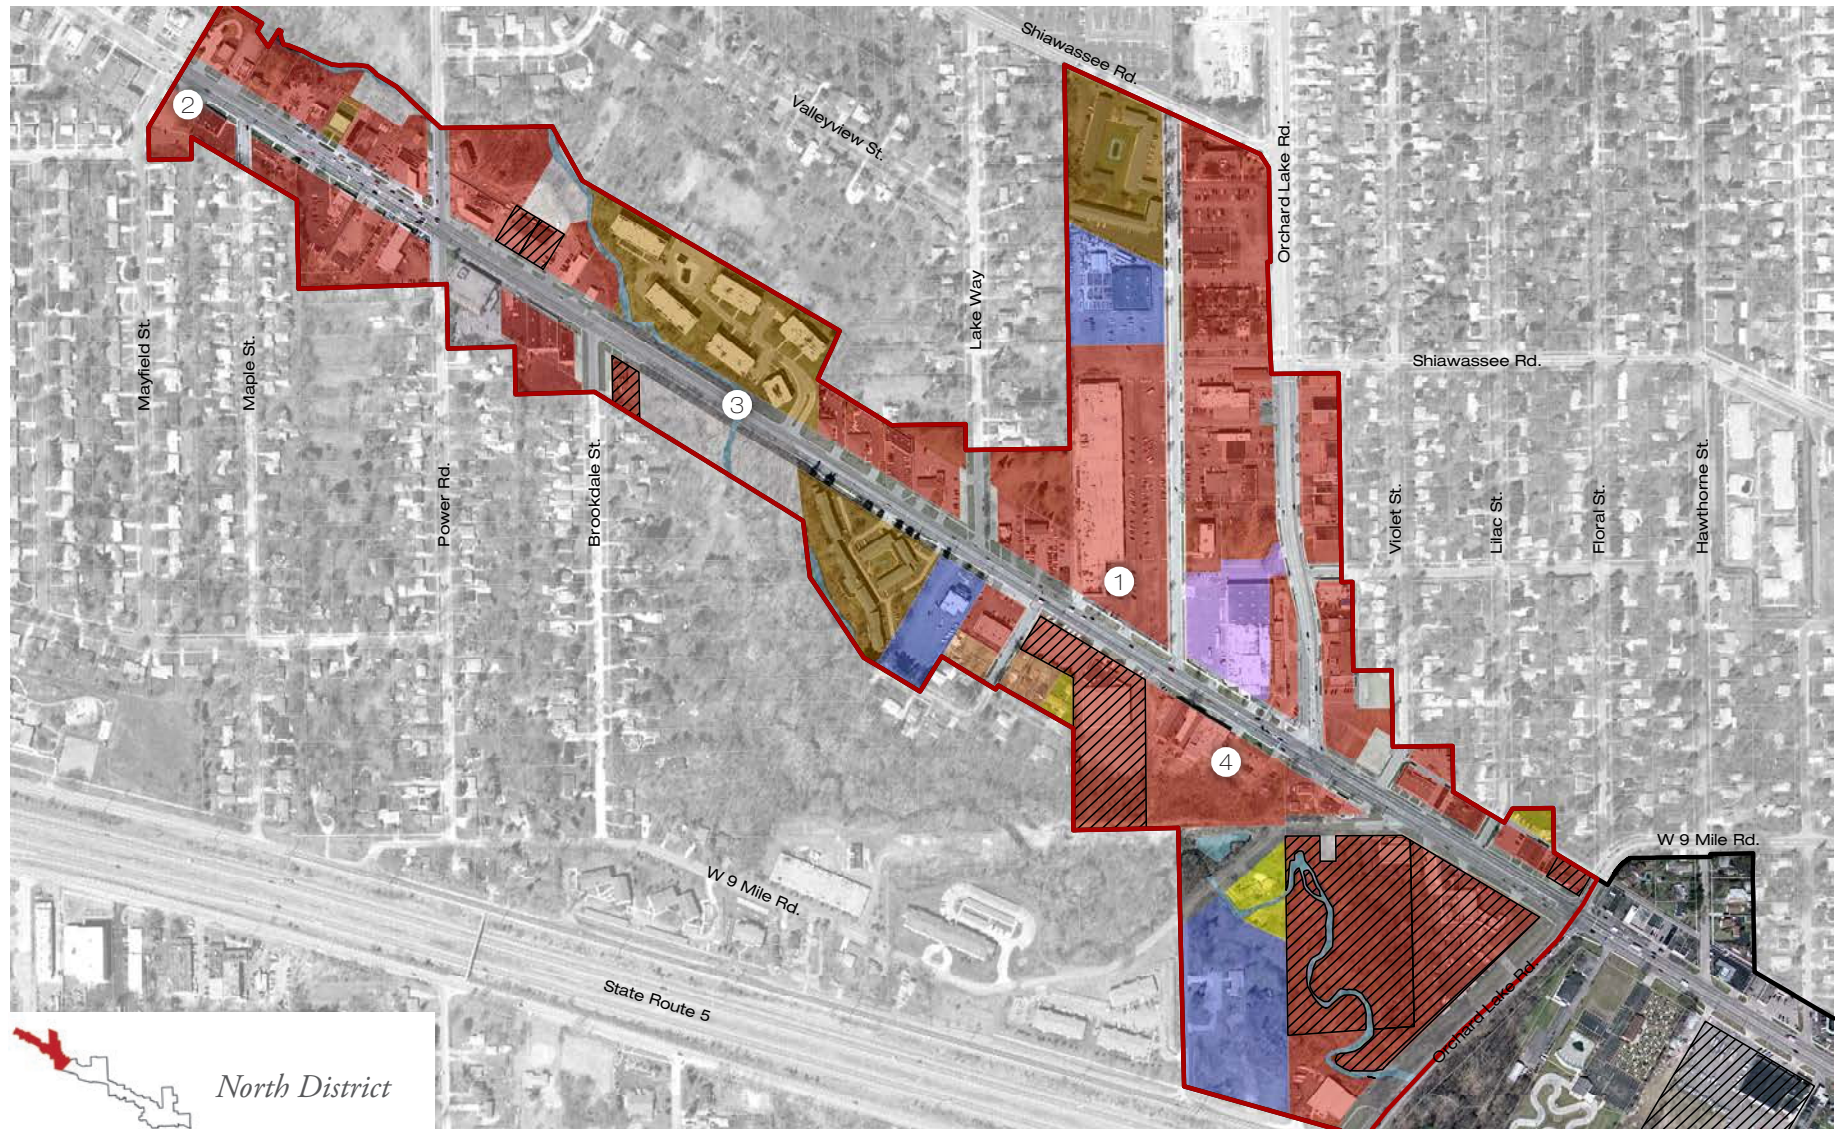 Shiawassee Rd.
2
Valleyview St.
Orchard Lake Rd.
Lake Way
Mayfield St.
Maple St.
Shiawassee Rd.
3
Power Rd.
Brookdale St.
Violet St.
Lilac St.
Floral St.
Hawthorne St.
1
4
W 9 Mile Rd.
W 9 Mile Rd.
State Route 5
Orchard Lake Rd.
North District